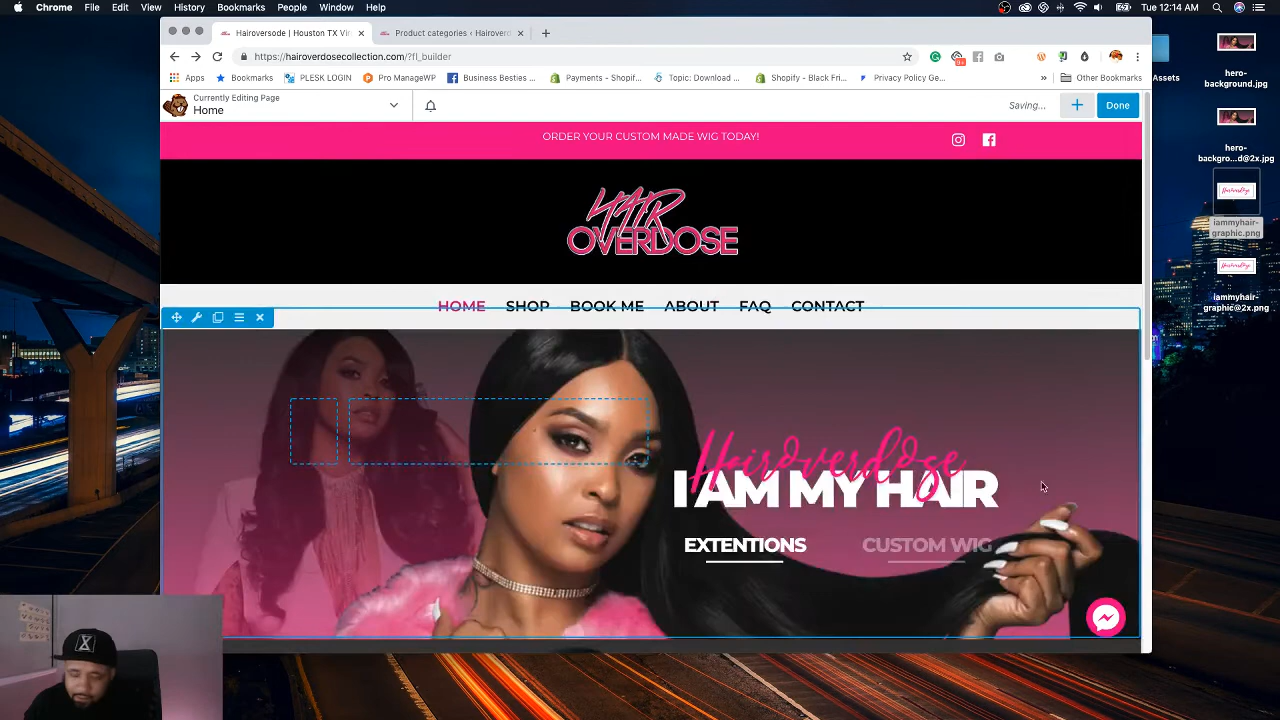 Chrome File Edit View History Bookmarks People Window Help
Tue 12:14 AM
Hairoversode | Houston TX Vir
Product categories - Hairoverd
https://hairoverdosecollection.com/?fl_builder
Apps Bookmarks PLESK LOGIN Pro ManageWP Business Besties ... Payments - Shopif... Topic: Download ... Shopify - Black Fri... Privacy Policy Ge... » Other Bookmarks
Assets
Currently Editing Page
Home
Saving...
+
Done
ORDER YOUR CUSTOM MADE WIG TODAY!
HAIR
OVERDOSE
HOME SHOP BOOK ME ABOUT FAQ CONTACT
Hairoverdoze
I AM MY HAIR
EXTENTIONS CUSTOM WIG
hero-
background.jpg
hero-
backgro...d@2x.jpg
iammyhair-
graphic.png
iammyhair-
graphic@2x.png